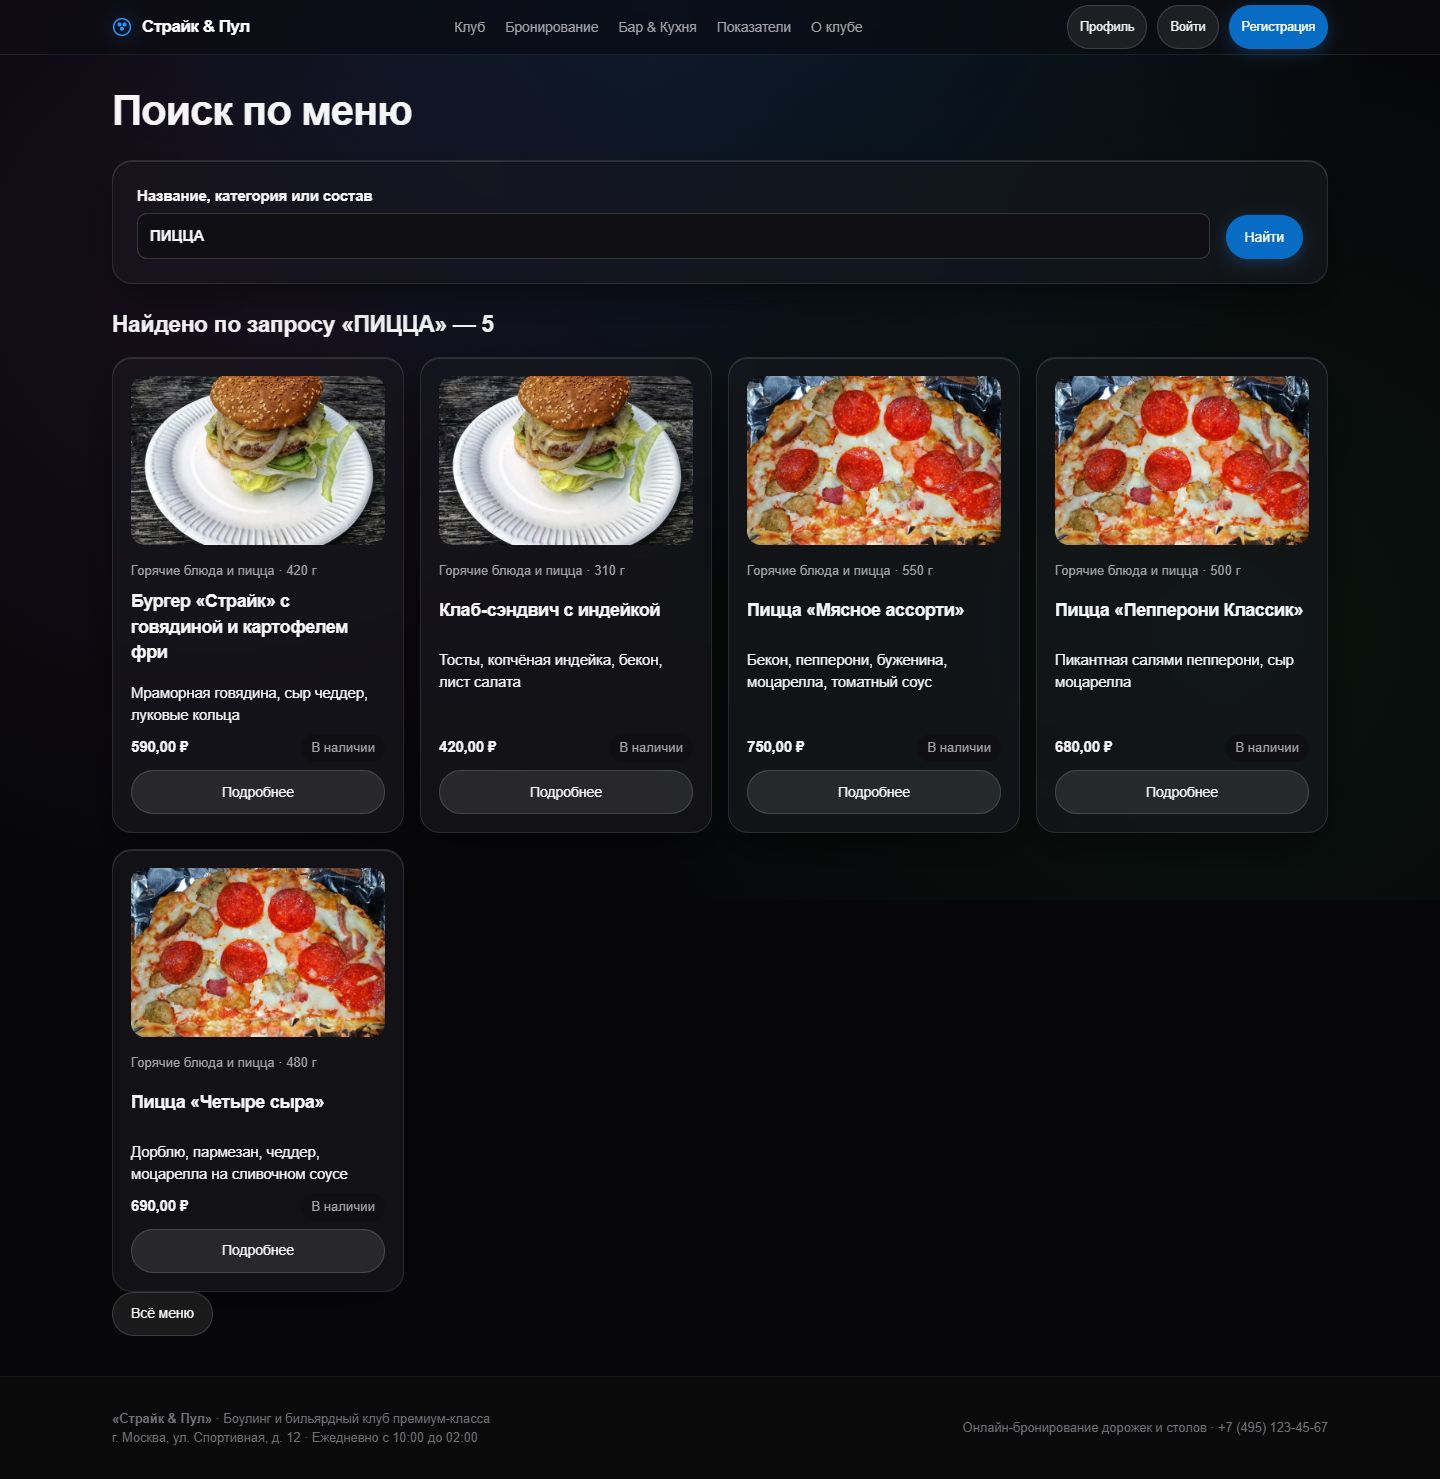 Страйк & Пул
Клуб
Бронирование
Бар & Кухня
Показатели
О клубе
Профиль
Войти
Регистрация
Поиск по меню
Название, категория или состав
ПИЦЦА
Найти
Найдено по запросу «ПИЦЦА» — 5
Горячие блюда и пицца · 420 г
Бургер «Страйк» с
говядиной и картофелем
фри
Мраморная говядина, сыр чеддер,
луковые кольца
590,00 ₽
В наличии
Подробнее
Горячие блюда и пицца · 310 г
Клаб-сэндвич с индейкой
Тосты, копчёная индейка, бекон,
лист салата
420,00 ₽
В наличии
Подробнее
Горячие блюда и пицца · 550 г
Пицца «Мясное ассорти»
Бекон, пепперони, буженина,
моцарелла, томатный соус
750,00 ₽
В наличии
Подробнее
Горячие блюда и пицца · 500 г
Пицца «Пепперони Классик»
Пикантная салями пепперони, сыр
моцарелла
680,00 ₽
В наличии
Подробнее
Горячие блюда и пицца · 480 г
Пицца «Четыре сыра»
Дорблю, пармезан, чеддер,
моцарелла на сливочном соусе
690,00 ₽
В наличии
Подробнее
Всё меню
«Страйк & Пул» · Боулинг и бильярдный клуб премиум-класса
г. Москва, ул. Спортивная, д. 12 · Ежедневно с 10:00 до 02:00
Онлайн-бронирование дорожек и столов · +7 (495) 123-45-67